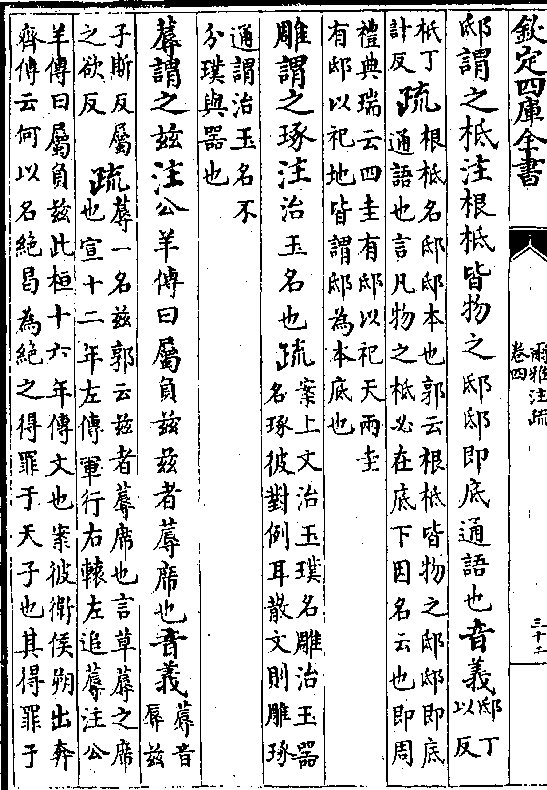 欽定四庫全書
爾雅注疏
卷四
三十二
邸謂之柢注根柢皆物之邸邸即底通語也音義
邸丁
以反
柢丁
計反
疏
根柢名邸邸本也郭云根柢皆物之邸邸即底
通語也言凡物之柢必在底下因名云也即周
禮典瑞云四圭有邸以祀天兩圭
有邸以祀地皆謂邸為本底也
雕謂之琢注治玉名也疏
案上文治玉璞名雕治玉器
名琢彼對例耳散文則雕琢
通謂治玉名不
分璞與器也
蓐謂之兹注公羊傳曰屬負兹兹者蓐席也音義
蓐音
辱兹
子斯反屬
之欲反
疏
蓐一名兹郭云兹者蓐席也言草蓐之席
也宣十二年左傳軍行右轅左追蓐注公
羊傳曰屬負兹此桓十六年傳文也案彼衛侯朔出奔
齊傳云何以名絕曷為絕之得罪于天子也其得罪于